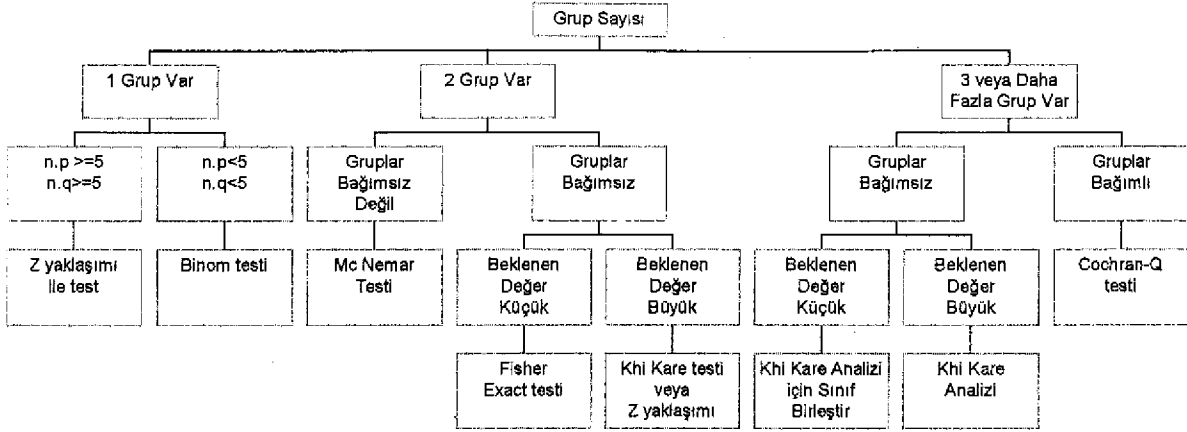 Grup Sayısı
1 Grup Var
2 Grup Var
3 veya Daha
Fazla Grup Var
n.p >=5
n.q>=5
n.p<5
n.q<5
Gruplar
Bağımsız
Değil
Gruplar
Bağımsız
Gruplar
Bağımsız
Gruplar
Bağımlı
Z yaklaşımı
Ile test
Binom testi
Mc Nemar
Testi
Beklenen
Değer
Küçük
Beklenen
Değer
Büyük
Beklenen
Değer
Küçük
Beklenen
Değer
Büyük
Cochran-Q
testi
Fisher
Exact testi
Khi Kare testi
veya
Z yaklaşımı
Khi Kare Analizi
için Sınıf
Birleştir
Khi Kare
Analizi